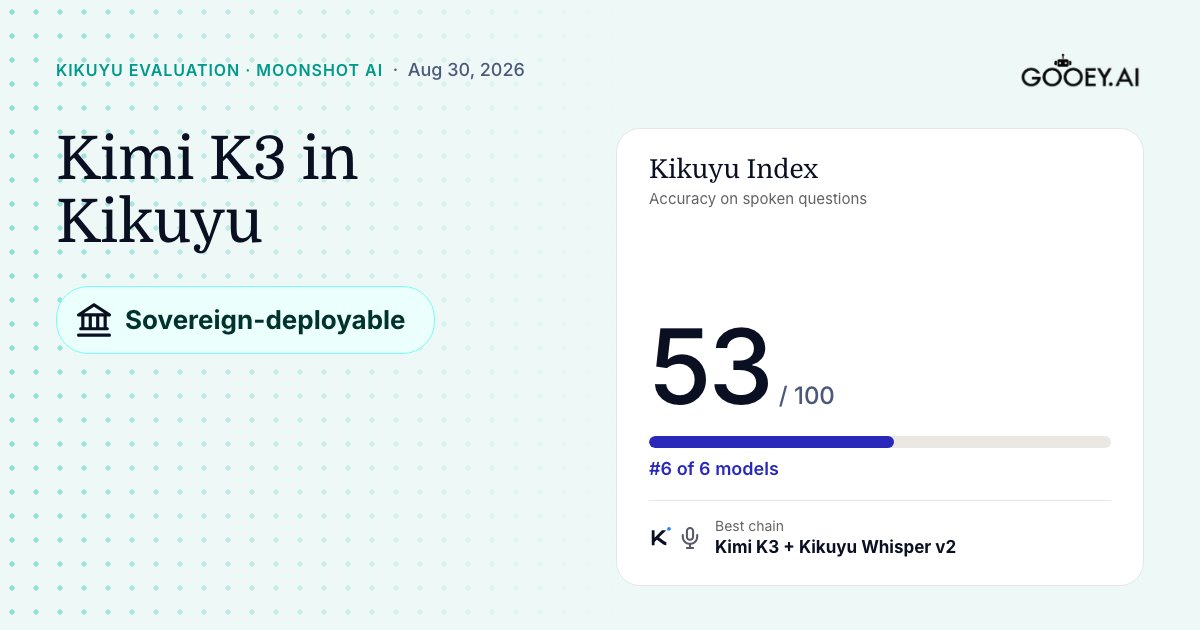 KIKUYU EVALUATION · MOONSHOT AI · Aug 30, 2026
GOOEY.AI
Kimi K3 in
Kikuyu
Sovereign-deployable
Kikuyu Index
Accuracy on spoken questions
53 / 100
#6 of 6 models
Best chain
Kimi K3 + Kikuyu Whisper v2